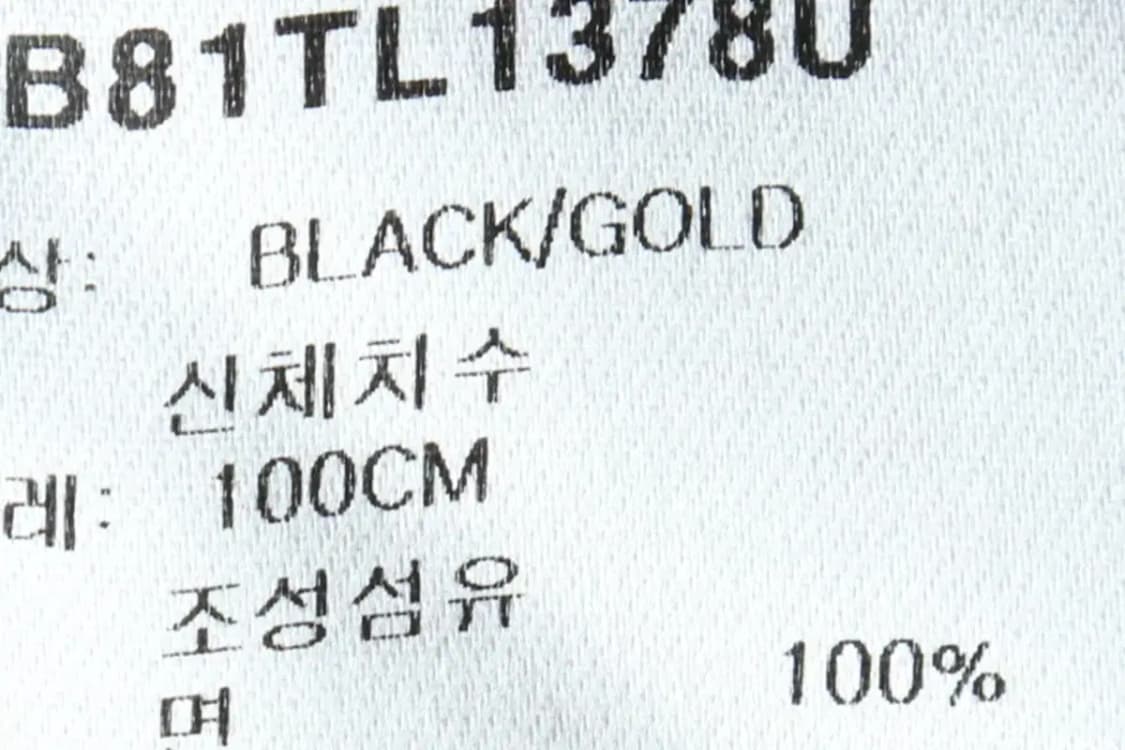 B81TL1378U
상: BLACK/GOLD
신체치수
레: 100CM
조성섬유
면 100%